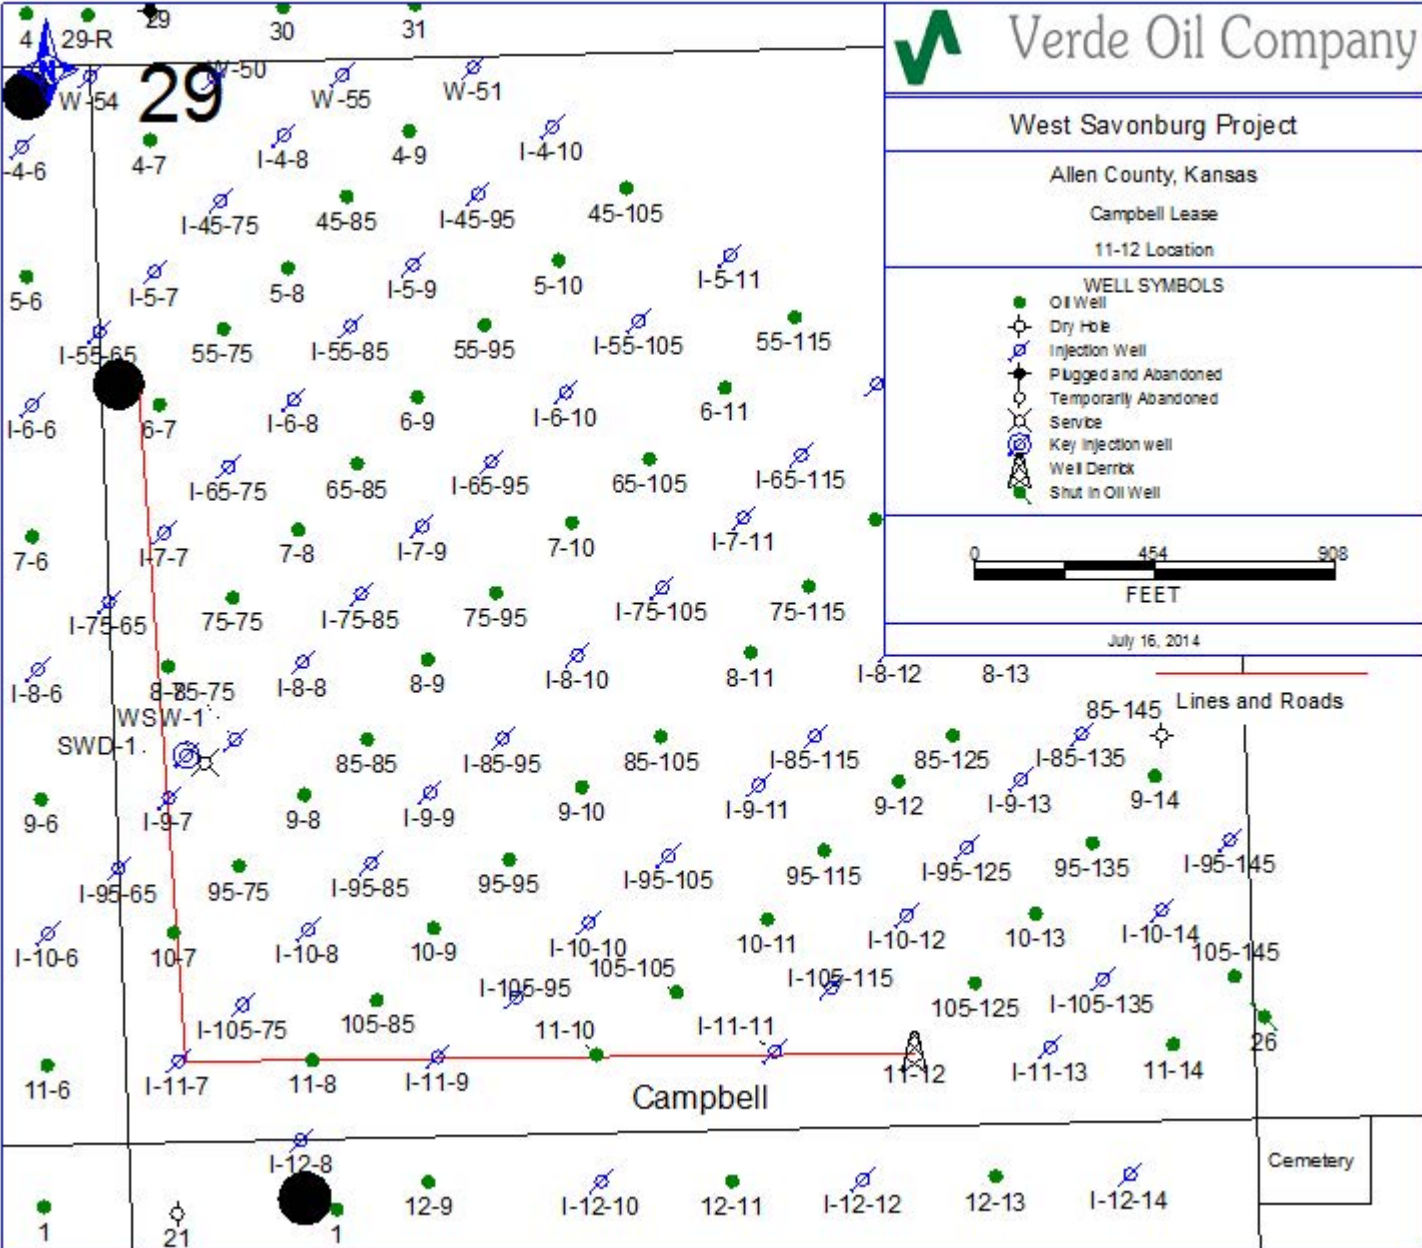 4 29-R 29 30 31
Verde Oil Company
W-54 29 W-50 W-55 W-51
West Savonburg Project
-4-6 4-7 I-4-8 4-9 I-4-10
Allen County, Kansas
I-45-75 45-85 I-45-95 45-105
Campbell Lease
11-12 Location
5-6 I-5-7 5-8 I-5-9 5-10 I-5-11
WELL SYMBOLS
Oil Well
Dry Hole
Injection Well
Plugged and Abandoned
Temporarily Abandoned
Service
Key Injection well
Well Derrick
Shut In Oil Well
I-55-65 55-75 I-55-85 55-95 I-55-105 55-115
I-6-6 6-7 I-6-8 6-9 I-6-10 6-11
I-65-75 65-85 I-65-95 65-105 I-65-115
7-6 I-7-7 7-8 I-7-9 7-10 I-7-11
0 454 908
FEET
I-75-65 75-75 I-75-85 75-95 I-75-105 75-115
July 16, 2014
I-8-6 8-7 85-75 I-8-8 8-9 I-8-10 8-11 I-8-12 8-13
Lines and Roads
WSW-1
SWD-1 85-85 I-85-95 85-105 I-85-115 85-125 I-85-135 85-145
9-6 I-9-7 9-8 I-9-9 9-10 I-9-11 9-12 I-9-13 9-14
I-95-65 95-75 I-95-85 95-95 I-95-105 95-115 I-95-125 95-135 I-95-145
I-10-6 10-7 I-10-8 10-9 I-10-10 10-11 I-10-12 10-13 I-10-14
I-105-75 105-85 I-105-95 105-105 I-105-115 105-125 I-105-135 105-145
11-6 I-11-7 11-8 I-11-9 11-10 I-11-11 11-12 I-11-13 11-14 26
Campbell
I-12-8
Cemetery
1 21 1 12-9 I-12-10 12-11 I-12-12 12-13 I-12-14